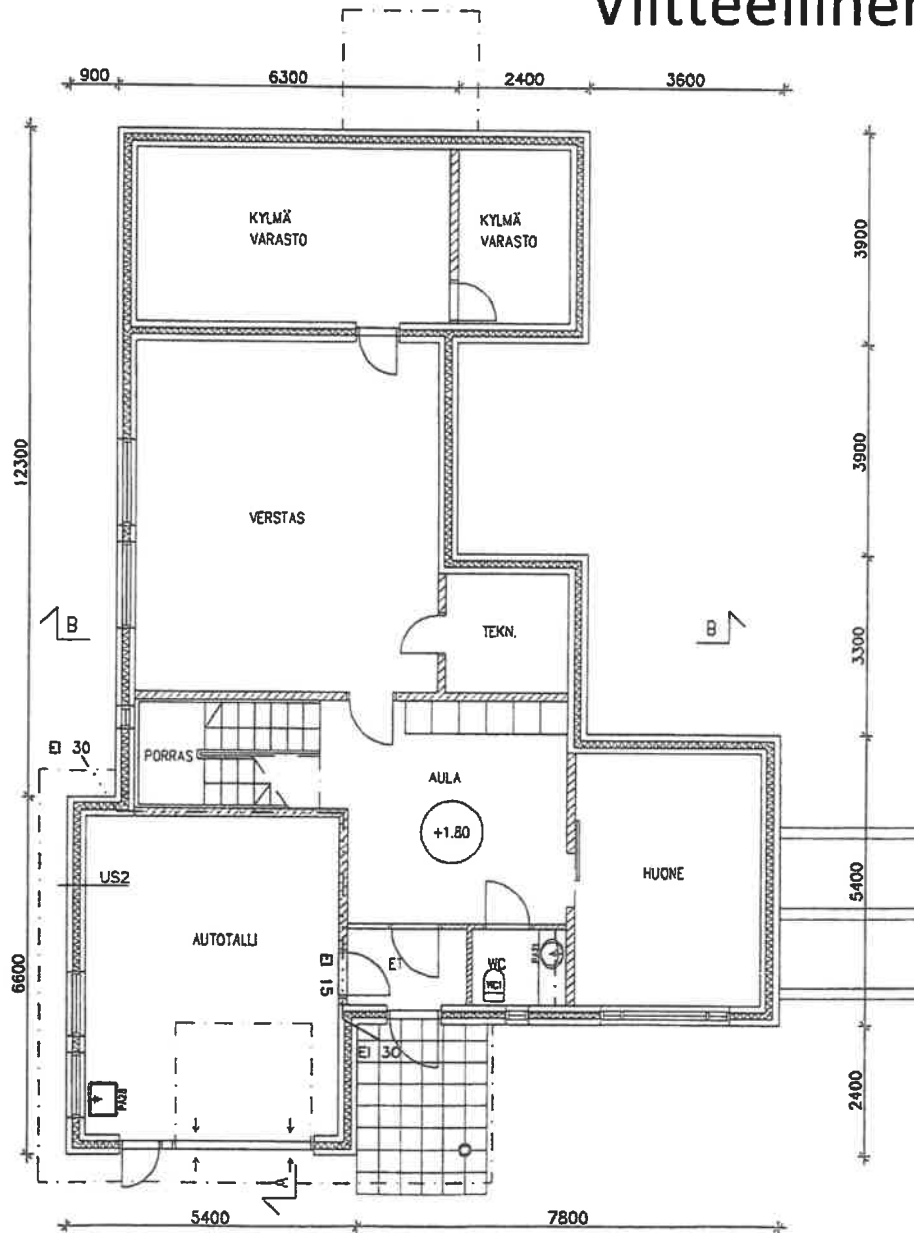 Viitteellinen
900
6300
2400
3600
KYLMÄ
VARASTO
KYLMÄ
VARASTO
3900
12300
3900
VERSTAS
B
TEKN.
B
3300
EI 30
PORRAS
AULA
+1.80
HUONE
US2
5400
AUTOTALLI
EI 15
ET
WC
WC1
6600
EI 30
2400
A
5400
7800